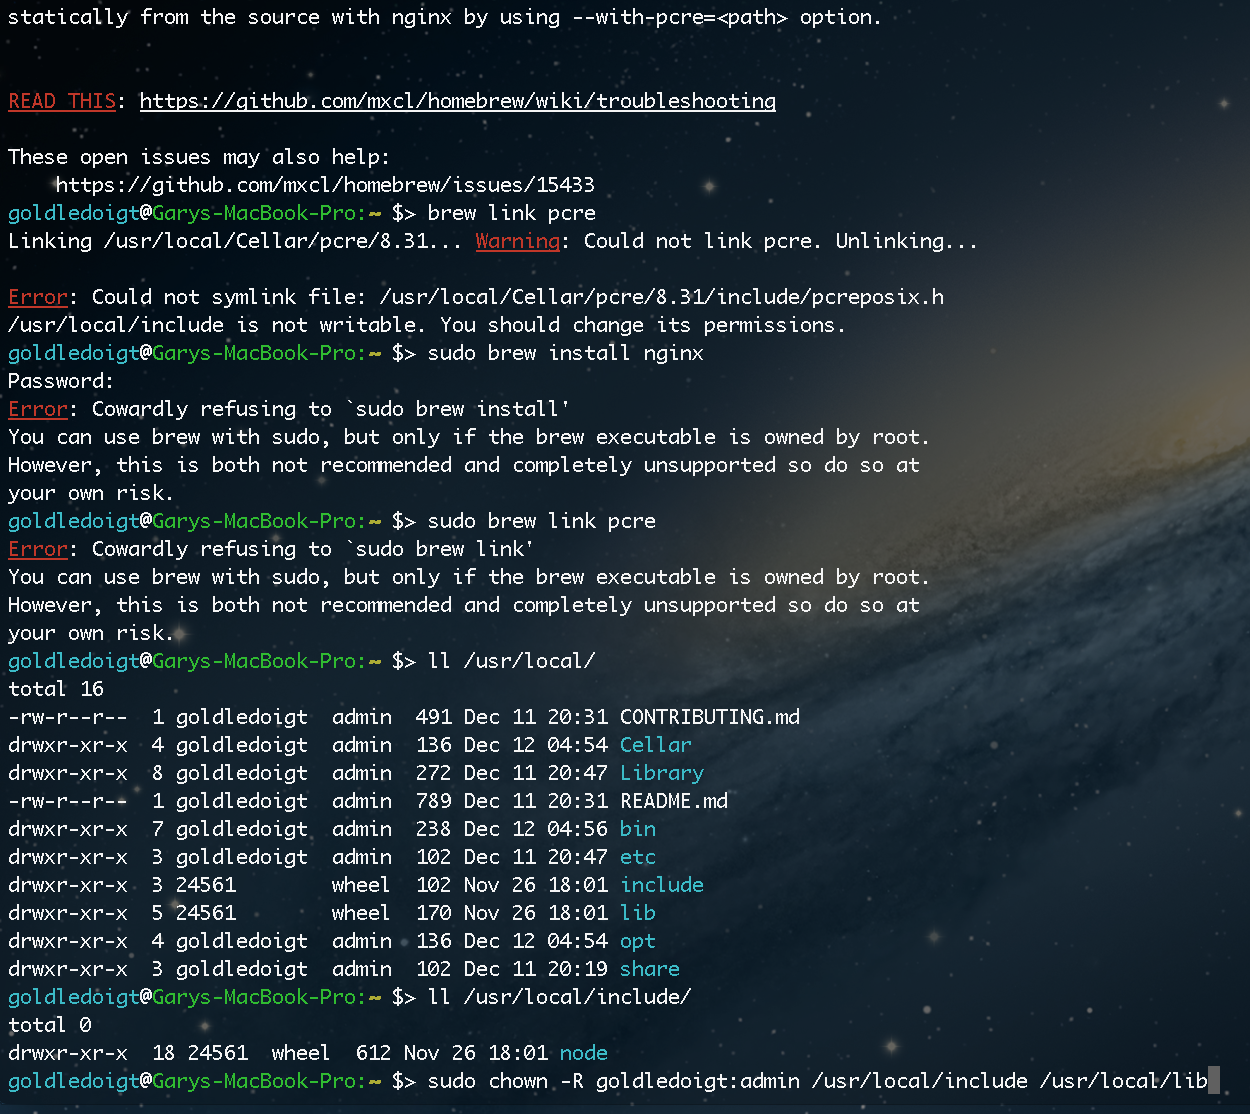 statically from the source with nginx by using --with-pcre=<path> option.
READ THIS: https://github.com/mxcl/homebrew/wiki/troubleshooting
These open issues may also help:
    https://github.com/mxcl/homebrew/issues/15433
goldledoigt@Garys-MacBook-Pro:~ $> brew link pcre
Linking /usr/local/Cellar/pcre/8.31... Warning: Could not link pcre. Unlinking...
Error: Could not symlink file: /usr/local/Cellar/pcre/8.31/include/pcreposix.h
/usr/local/include is not writable. You should change its permissions.
goldledoigt@Garys-MacBook-Pro:~ $> sudo brew install nginx
Password:
Error: Cowardly refusing to `sudo brew install'
You can use brew with sudo, but only if the brew executable is owned by root.
However, this is both not recommended and completely unsupported so do so at
your own risk.
goldledoigt@Garys-MacBook-Pro:~ $> sudo brew link pcre
Error: Cowardly refusing to `sudo brew link'
You can use brew with sudo, but only if the brew executable is owned by root.
However, this is both not recommended and completely unsupported so do so at
your own risk.
goldledoigt@Garys-MacBook-Pro:~ $> ll /usr/local/
total 16
-rw-r--r--  1 goldledoigt  admin  491 Dec 11 20:31 CONTRIBUTING.md
drwxr-xr-x  4 goldledoigt  admin  136 Dec 12 04:54 Cellar
drwxr-xr-x  8 goldledoigt  admin  272 Dec 11 20:47 Library
-rw-r--r--  1 goldledoigt  admin  789 Dec 11 20:31 README.md
drwxr-xr-x  7 goldledoigt  admin  238 Dec 12 04:56 bin
drwxr-xr-x  3 goldledoigt  admin  102 Dec 11 20:47 etc
drwxr-xr-x  3 24561        wheel  102 Nov 26 18:01 include
drwxr-xr-x  5 24561        wheel  170 Nov 26 18:01 lib
drwxr-xr-x  4 goldledoigt  admin  136 Dec 12 04:54 opt
drwxr-xr-x  3 goldledoigt  admin  102 Dec 11 20:19 share
goldledoigt@Garys-MacBook-Pro:~ $> ll /usr/local/include/
total 0
drwxr-xr-x  18 24561  wheel  612 Nov 26 18:01 node
goldledoigt@Garys-MacBook-Pro:~ $> sudo chown -R goldledoigt:admin /usr/local/include /usr/local/lib